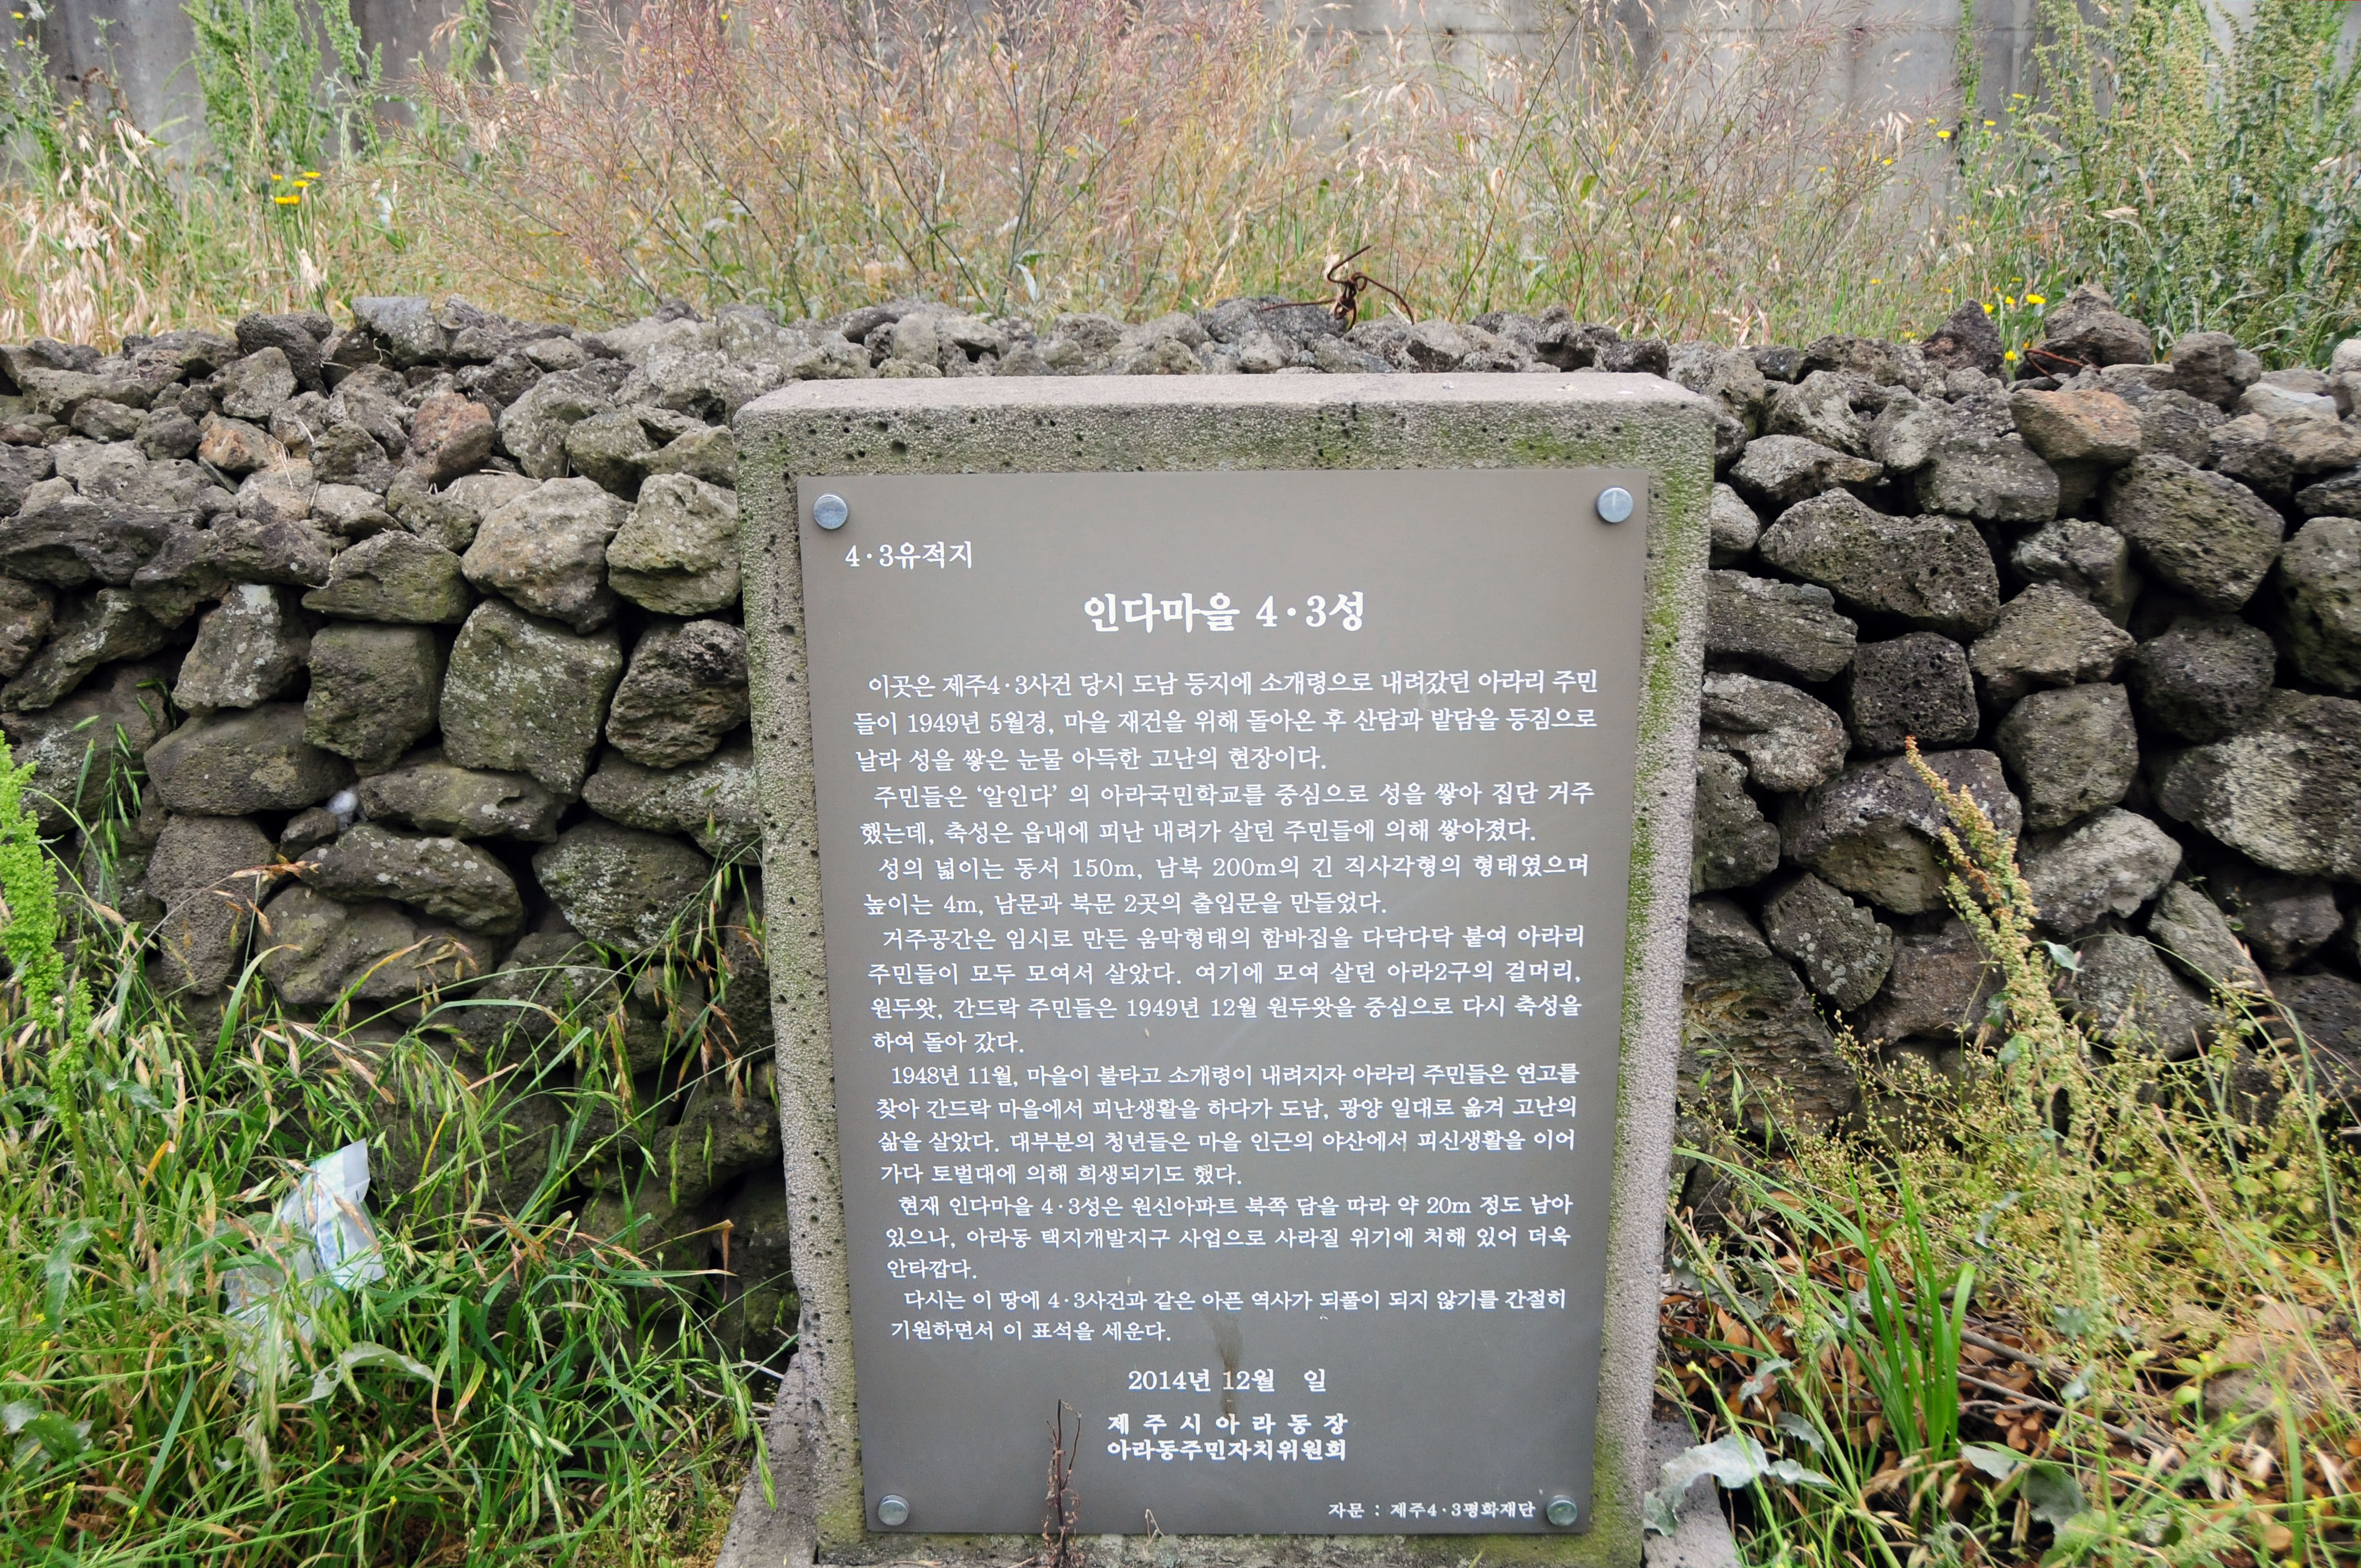 4·3유적지
인다마을 4·3성
이곳은 제주4·3사건 당시 도남 등지에 소개령으로 내려갔던 아라리 주민
들이 1949년 5월경, 마을 재건을 위해 돌아온 후 산담과 밭담을 등짐으로
날라 성을 쌓은 눈물 아득한 고난의 현장이다.
주민들은 ‘알인다’ 의 아라국민학교를 중심으로 성을 쌓아 집단 거주
했는데, 축성은 읍내에 피난 내려가 살던 주민들에 의해 쌓아졌다.
성의 넓이는 동서 150m, 남북 200m의 긴 직사각형의 형태였으며
높이는 4m, 남문과 북문 2곳의 출입문을 만들었다.
거주공간은 임시로 만든 움막형태의 함바집을 다닥다닥 붙여 아라리
주민들이 모두 모여서 살았다. 여기에 모여 살던 아라2구의 걸머리,
원두왓, 간드락 주민들은 1949년 12월 원두왓을 중심으로 다시 축성을
하여 돌아 갔다.
1948년 11월, 마을이 불타고 소개령이 내려지자 아라리 주민들은 연고를
찾아 간드락 마을에서 피난생활을 하다가 도남, 광양 일대로 옮겨 고난의
삶을 살았다. 대부분의 청년들은 마을 인근의 야산에서 피신생활을 이어
가다 토벌대에 의해 희생되기도 했다.
현재 인다마을 4·3성은 원신아파트 북쪽 담을 따라 약 20m 정도 남아
있으나, 아라동 택지개발지구 사업으로 사라질 위기에 처해 있어 더욱
안타깝다.
다시는 이 땅에 4·3사건과 같은 아픈 역사가 되풀이 되지 않기를 간절히
기원하면서 이 표석을 세운다.
2014년 12월 일
제 주 시 아 라 동 장
아라동주민자치위원회
자문 : 제주4·3평화재단